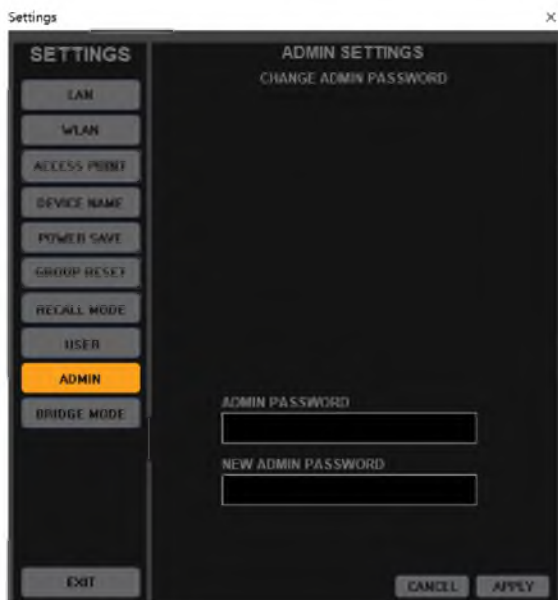 Settings X
SETTINGS
LAN
WLAN
ACCESS POINT
DEVICE NAME
POWER SAVE
GROUP RESET
RECALL MODE
USER
ADMIN
BRIDGE MODE
EXIT
ADMIN SETTINGS
CHANGE ADMIN PASSWORD
ADMIN PASSWORD
NEW ADMIN PASSWORD
CANCEL APPLY